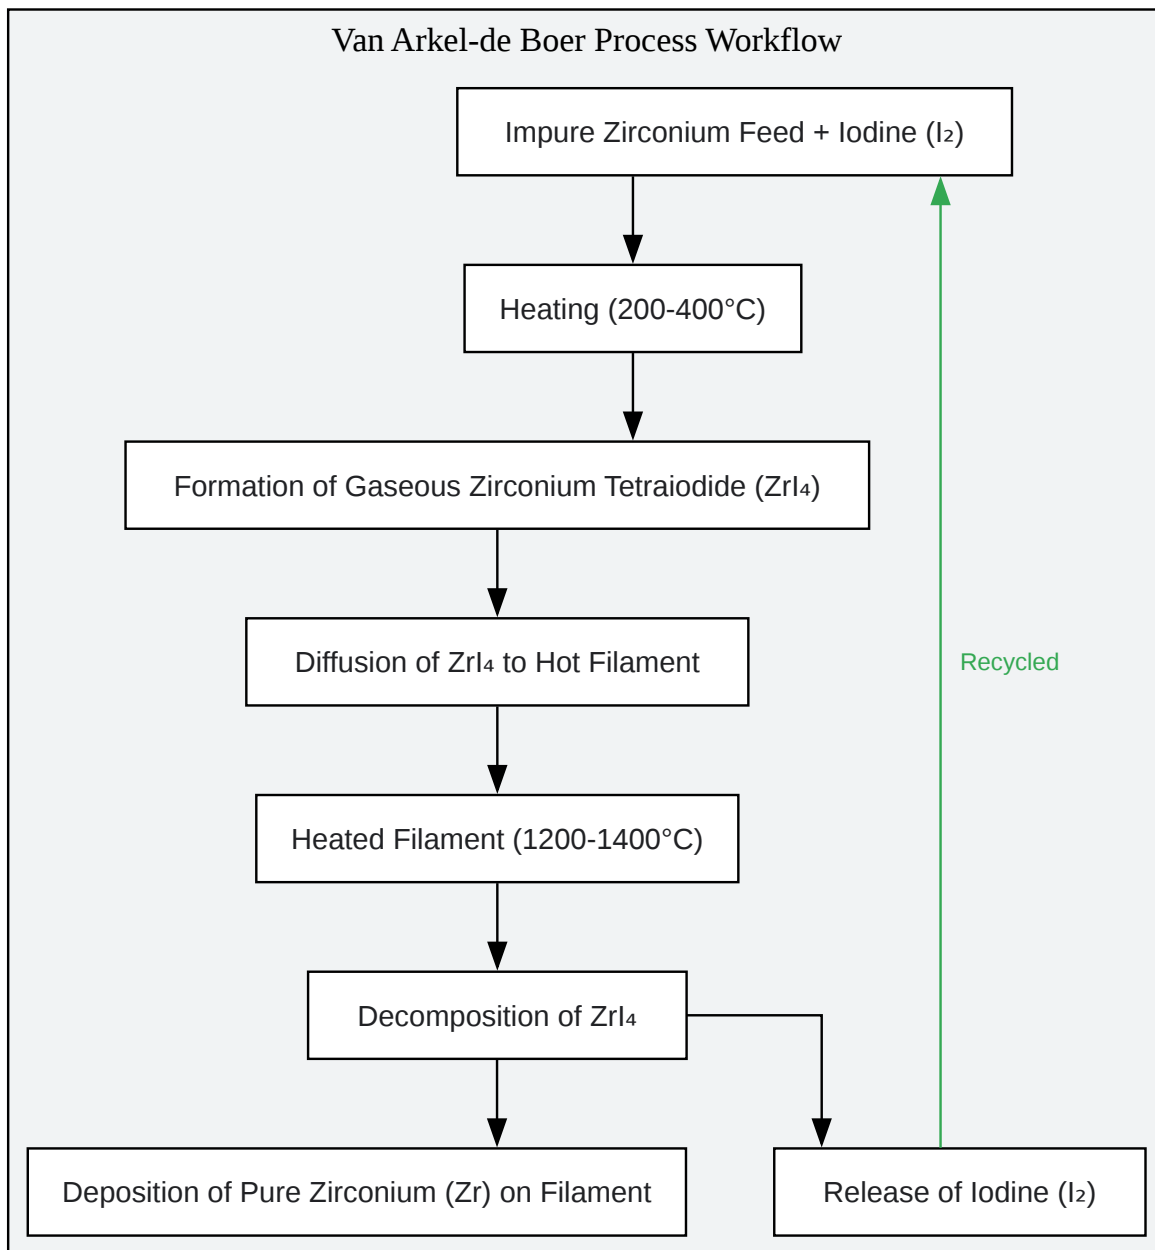 Van Arkel-de Boer Process Workflow
Impure Zirconium Feed + Iodine (I₂)
Heating (200-400°C)
Formation of Gaseous Zirconium Tetraiodide (ZrI₄)
Diffusion of ZrI₄ to Hot Filament
Recycled
Heated Filament (1200-1400°C)
Decomposition of ZrI₄
Deposition of Pure Zirconium (Zr) on Filament
Release of Iodine (I₂)